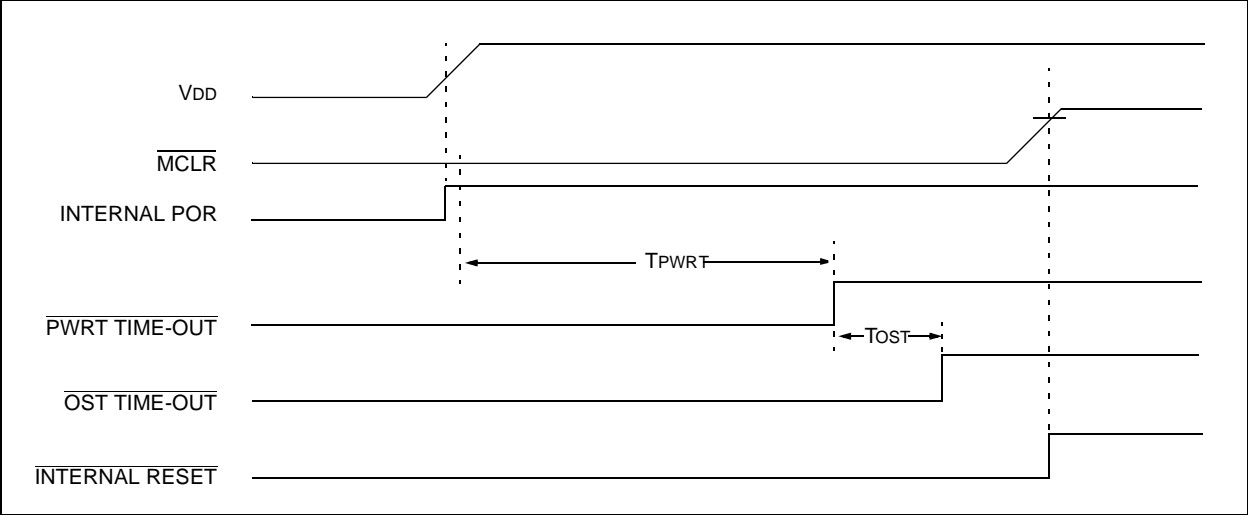 VDD
MCLR
INTERNAL POR
TPWRT
PWRT TIME-OUT
TOST
OST TIME-OUT
INTERNAL RESET